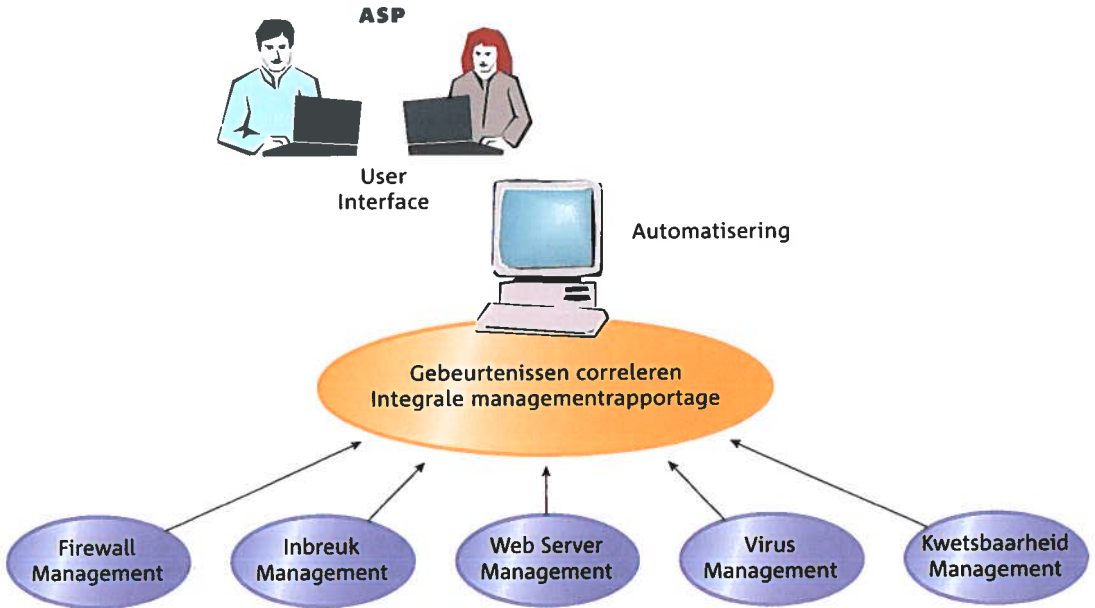 ASP
User
Interface
Automatisering
Gebeurtenissen correleren
Integrale managementrapportage
Firewall
Management
Inbreuk
Management
Web Server
Management
Virus
Management
Kwetsbaarheid
Management